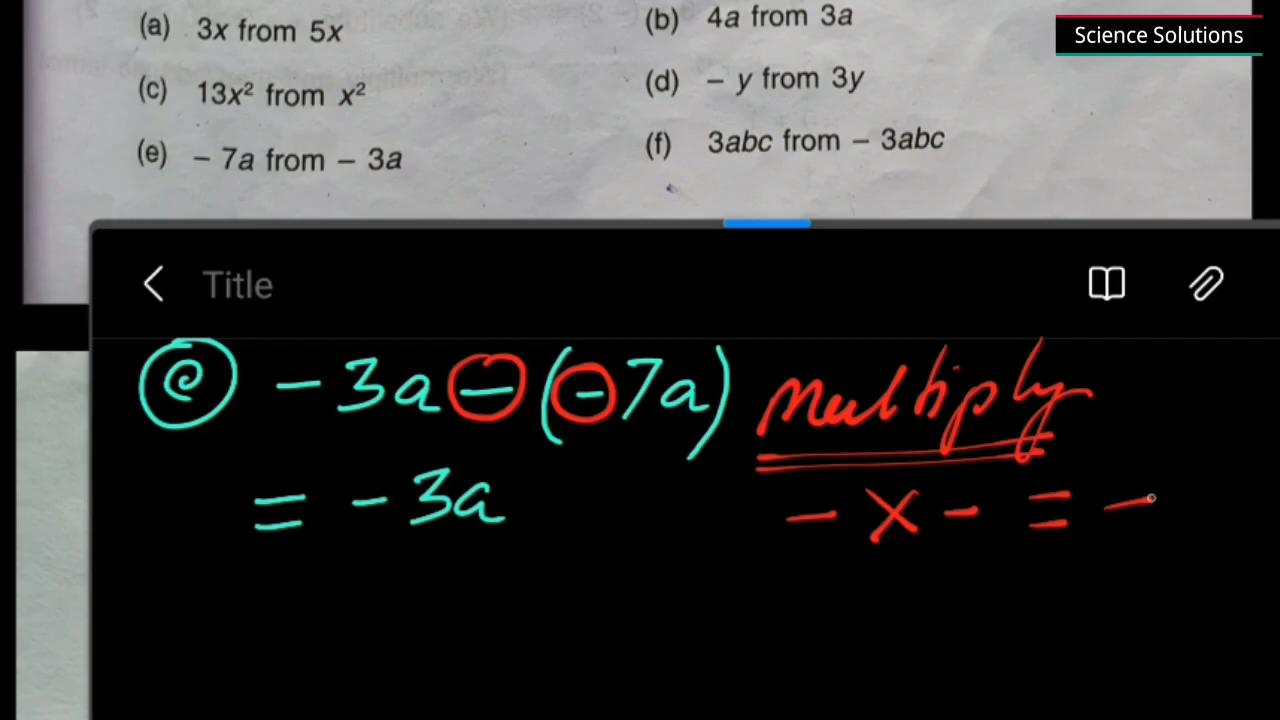 (a) 3x from 5x
(b) 4a from 3a
Science Solutions
(c) 13x² from x²
(d) – y from 3y
(e) – 7a from – 3a
(f) 3abc from – 3abc
Title
e - 3a - (-7a) Multiply
= - 3a
- x - = -